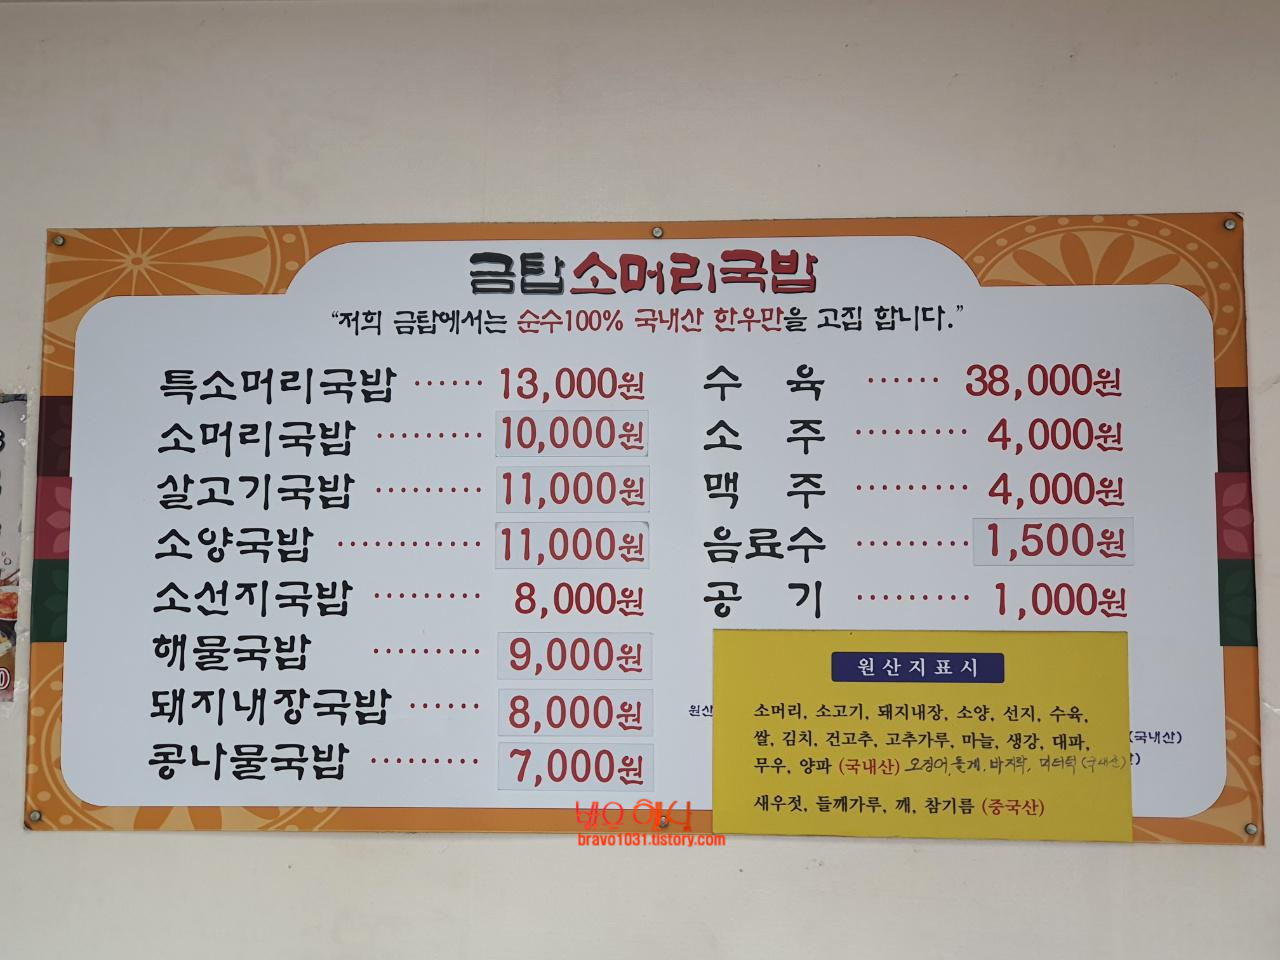 금탑소머리국밥
"저희 금탑에서는 순수100% 국내산 한우만을 고집 합니다."
특소머리국밥 ······ 13,000원
소머리국밥 ········· 10,000원
살고기국밥 ········· 11,000원
소양국밥 ············ 11,000원
소선지국밥 ········· 8,000원
해물국밥 ········· 9,000원
돼지내장국밥 ······ 8,000원
콩나물국밥 ········· 7,000원
수 육 ······ 38,000원
소 주 ········· 4,000원
맥 주 ········· 4,000원
음료수 ········· 1,500원
공 기 ········· 1,000원
원산지표시
소머리, 소고기, 돼지내장, 소양, 선지, 수육,
쌀, 김치, 건고추, 고추가루, 마늘, 생강, 대파,
무우, 양파 (국내산) 오징어, 돌게, 바지락,
새우젓, 들깨가루, 깨, 참기름 (중국산)
원산
(국내산)
bravo1031.tistory.com